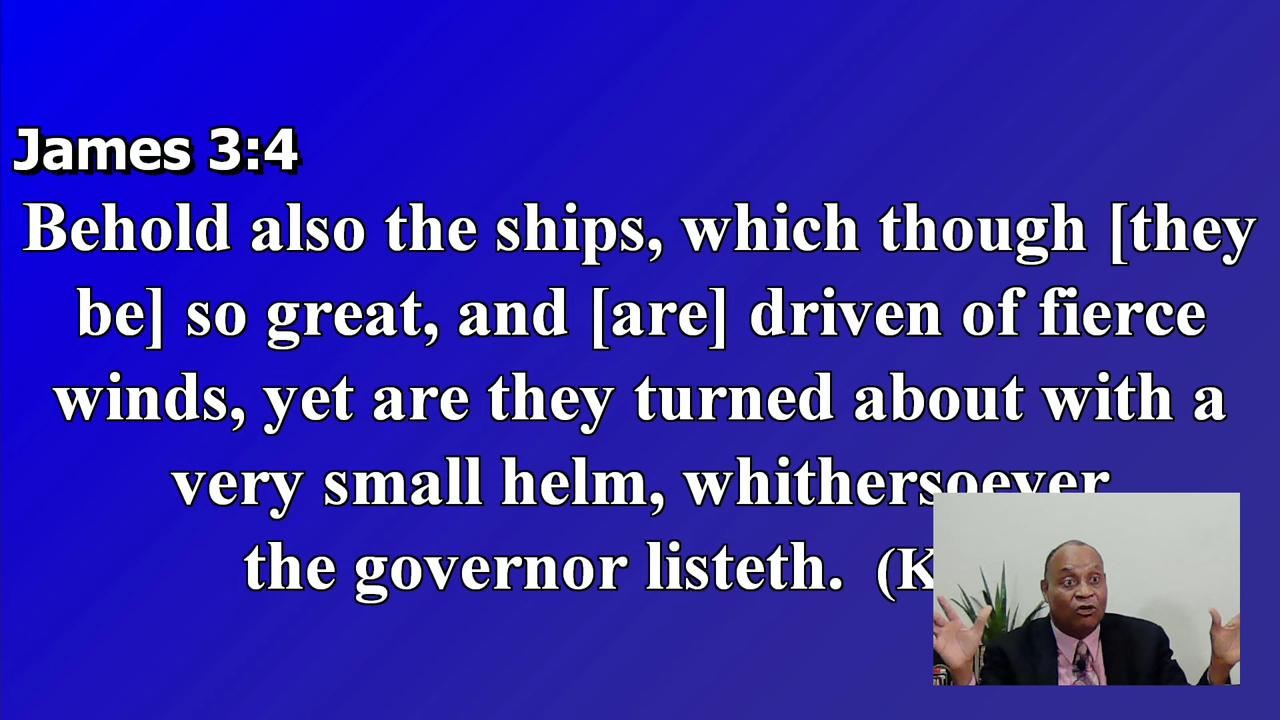 James 3:4
Behold also the ships, which though [they
be] so great, and [are] driven of fierce
winds, yet are they turned about with a
very small helm, whithersoever
the governor listeth. (K